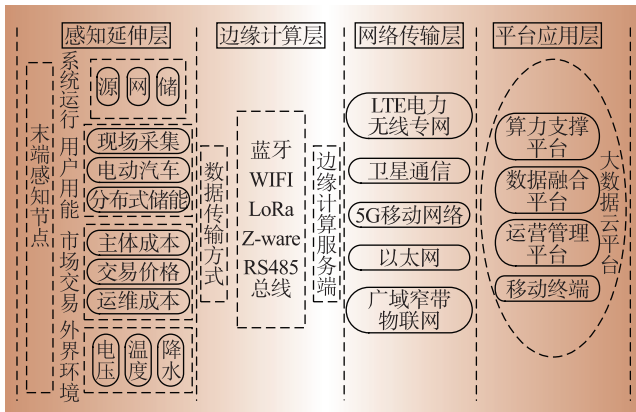 感知延伸层
边缘计算层
网络传输层
平台应用层
末端感知节点
系统运行
源
网
储
用户用能
现场采集
电动汽车
分布式储能
市场交易
主体成本
交易价格
运维成本
外界环境
电压
温度
降水
数据传输方式
蓝牙
WIFI
LoRa
Z-ware
RS485
总线
边缘计算服务端
LTE电力
无线专网
卫星通信
5G移动网络
以太网
广域窄带
物联网
算力支撑
平台
数据融合
平台
运营管理
平台
移动终端
大数据云平台